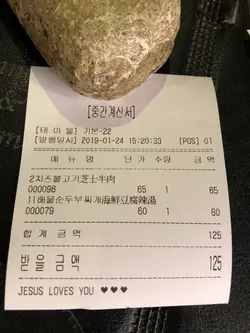 [중간계산서]
[테 이 블] 기본-22
[발행일시] 2019-01-24 15:20:33 [POS] 01
메 뉴 명 단 가 수량 금 액
2치즈불고기芝士牛肉
000096 65 1 65
11해물순두부찌개海鮮豆腐辣湯
000079 60 1 60
합 계 금 액 125
받 을 금 액 125
JESUS LOVES YOU ♥♥♥